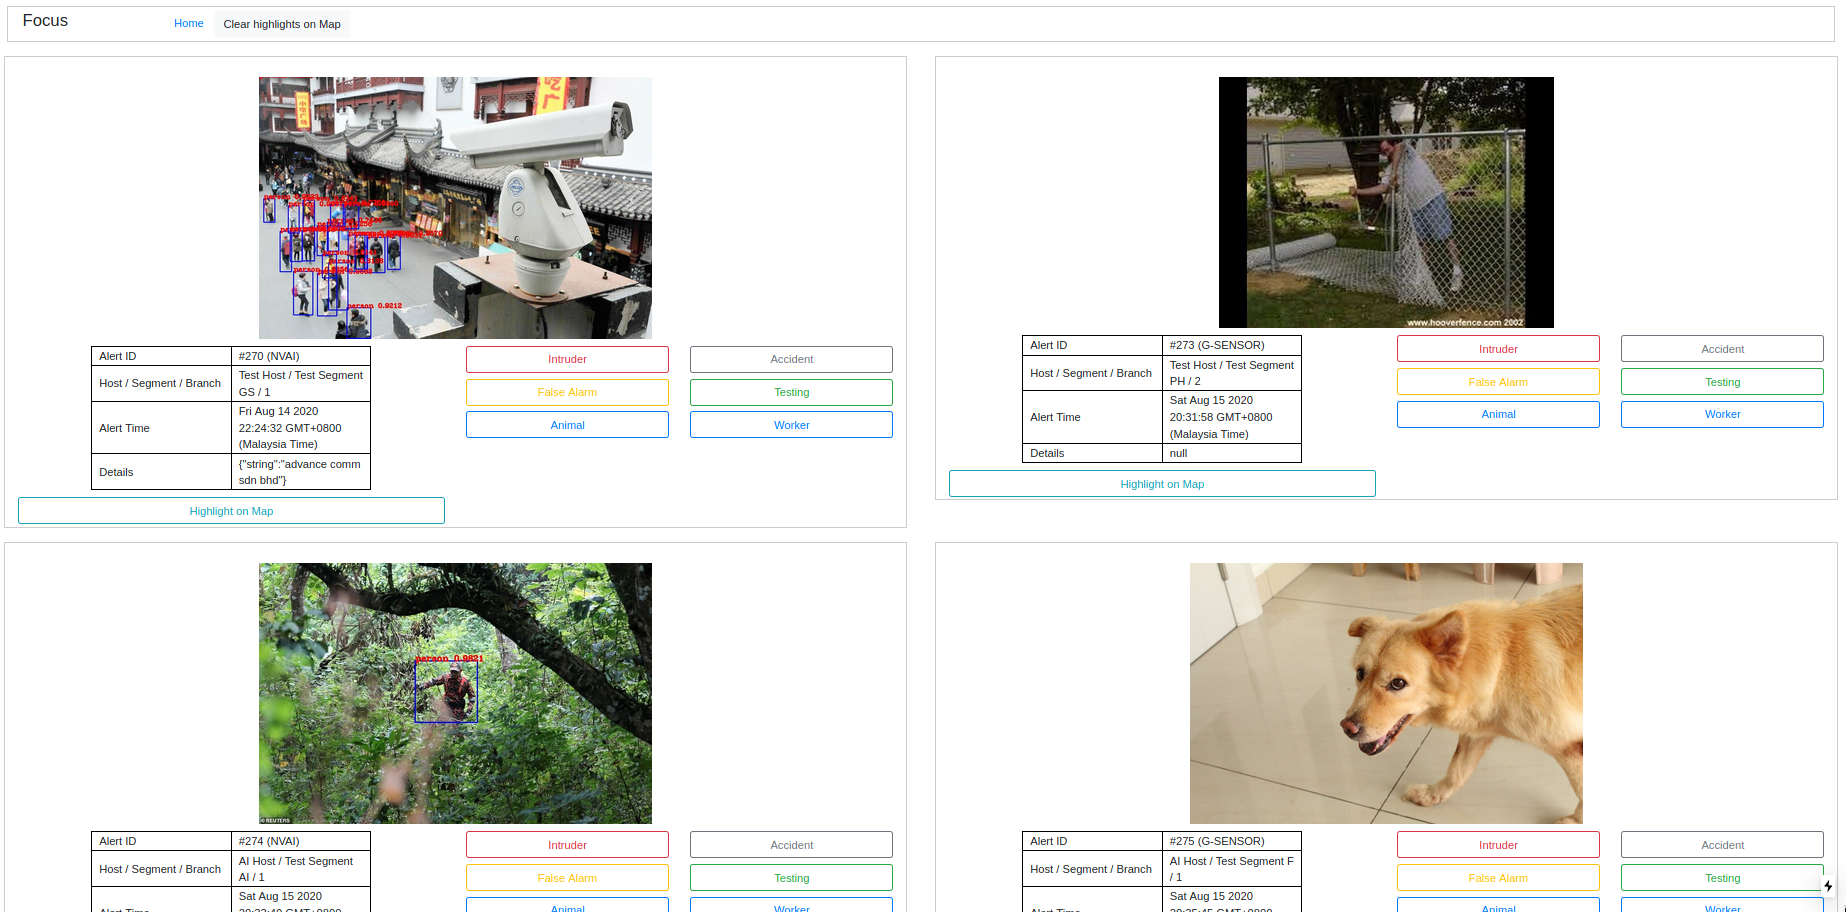 Focus
Home
Clear highlights on Map
小吃广场
person 0.9212
Alert ID
#270 (NVAI)
Host / Segment / Branch
Test Host / Test Segment
GS / 1
Alert Time
Fri Aug 14 2020
22:24:32 GMT+0800
(Malaysia Time)
Details
{"string":"advance comm
sdn bhd"}
Intruder
Accident
False Alarm
Testing
Animal
Worker
Highlight on Map
www.hooverfence.com 2002
Alert ID
#273 (G-SENSOR)
Host / Segment / Branch
Test Host / Test Segment
PH / 2
Alert Time
Sat Aug 15 2020
20:31:58 GMT+0800
(Malaysia Time)
Details
null
Intruder
Accident
False Alarm
Testing
Animal
Worker
Highlight on Map
person 0.9821
© REUTERS
Alert ID
#274 (NVAI)
Host / Segment / Branch
AI Host / Test Segment
AI / 1
Alert Time
Sat Aug 15 2020
Intruder
Accident
False Alarm
Testing
Animal
Worker
Alert ID
#275 (G-SENSOR)
Host / Segment / Branch
AI Host / Test Segment F
/ 1
Alert Time
Sat Aug 15 2020
Intruder
Accident
False Alarm
Testing
Animal
Worker